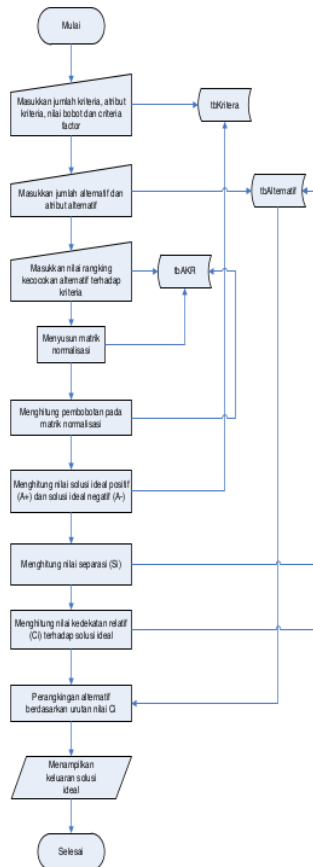 Mulai
Masukkan jumlah kriteria, atribut
kriteria, nilai bobot dan criteria
factor
tbKritera
Masukkan jumlah alternatif dan
atribut alternatif
tbAlternatif
Masukkan nilai rangking
kecocokan alternatif terhadap
kriteria
tbAKR
Menyusun matrik
normalisasi
Menghitung pembobotan pada
matrik normalisasi
Menghitung nilai solusi ideal positif
(A+) dan solusi ideal negatif (A-)
Menghitung nilai separasi (Si)
Menghitung nilai kedekatan relatif
(Ci) terhadap solusi ideal
Perangkingan alternatif
berdasarkan urutan nilai Ci
Menampilkan
keluaran solusi
ideal
Selesai